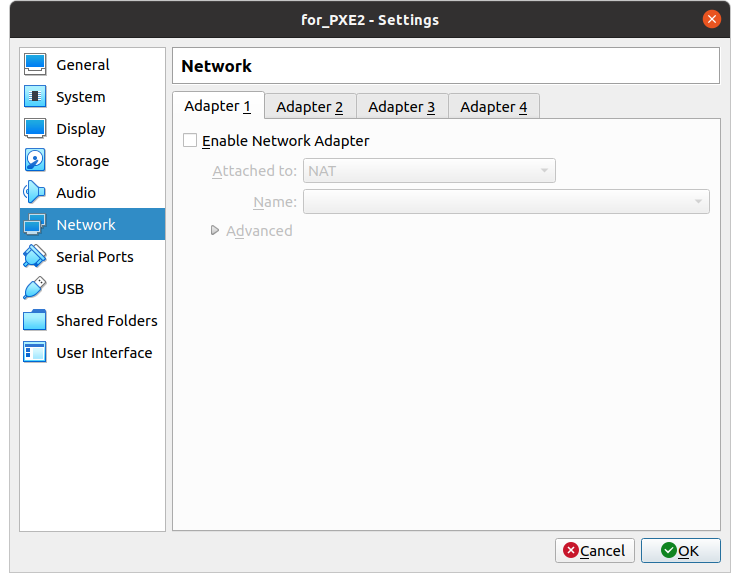 for_PXE2 - Settings
General
System
Display
Storage
Audio
Network
Serial Ports
USB
Shared Folders
User Interface
Network
Adapter 1 Adapter 2 Adapter 3 Adapter 4
Enable Network Adapter
Attached to: NAT
Name:
Advanced
Cancel OK